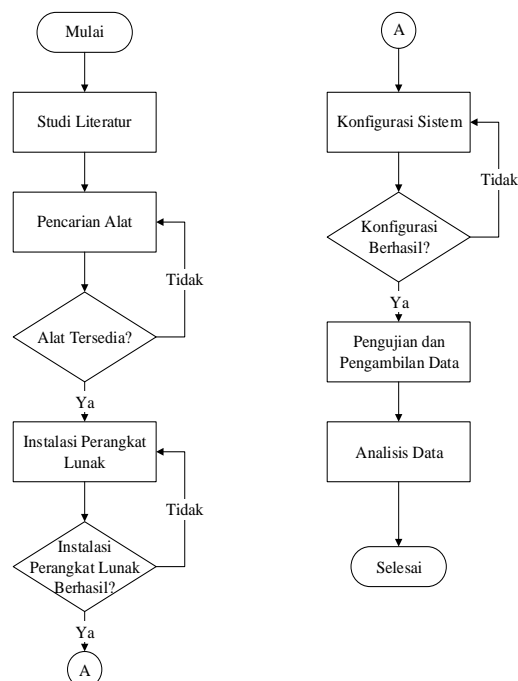 Mulai
Studi Literatur
Pencarian Alat
Tidak
Alat Tersedia?
Ya
Instalasi Perangkat
Lunak
Tidak
Instalasi
Perangkat Lunak
Berhasil?
Ya
A
A
Konfigurasi Sistem
Tidak
Konfigurasi
Berhasil?
Ya
Pengujian dan
Pengambilan Data
Analisis Data
Selesai